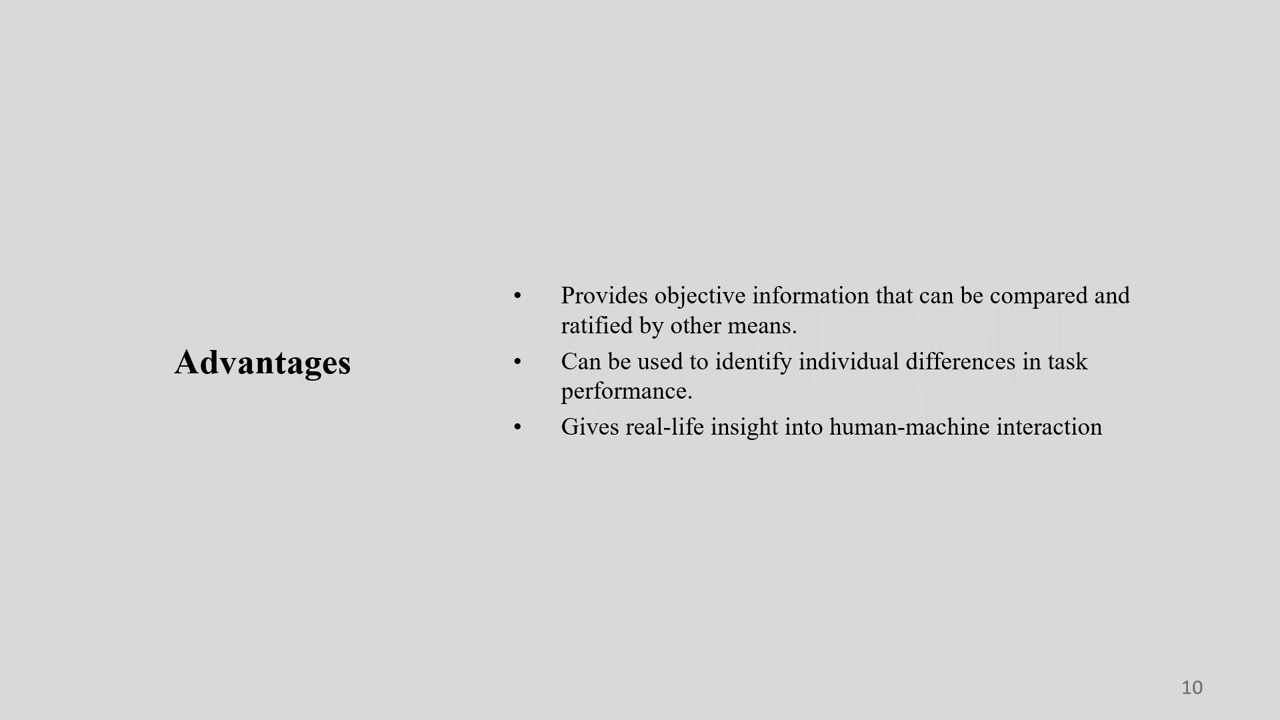 Advantages
• Provides objective information that can be compared and
ratified by other means.
• Can be used to identify individual differences in task
performance.
• Gives real-life insight into human-machine interaction
10